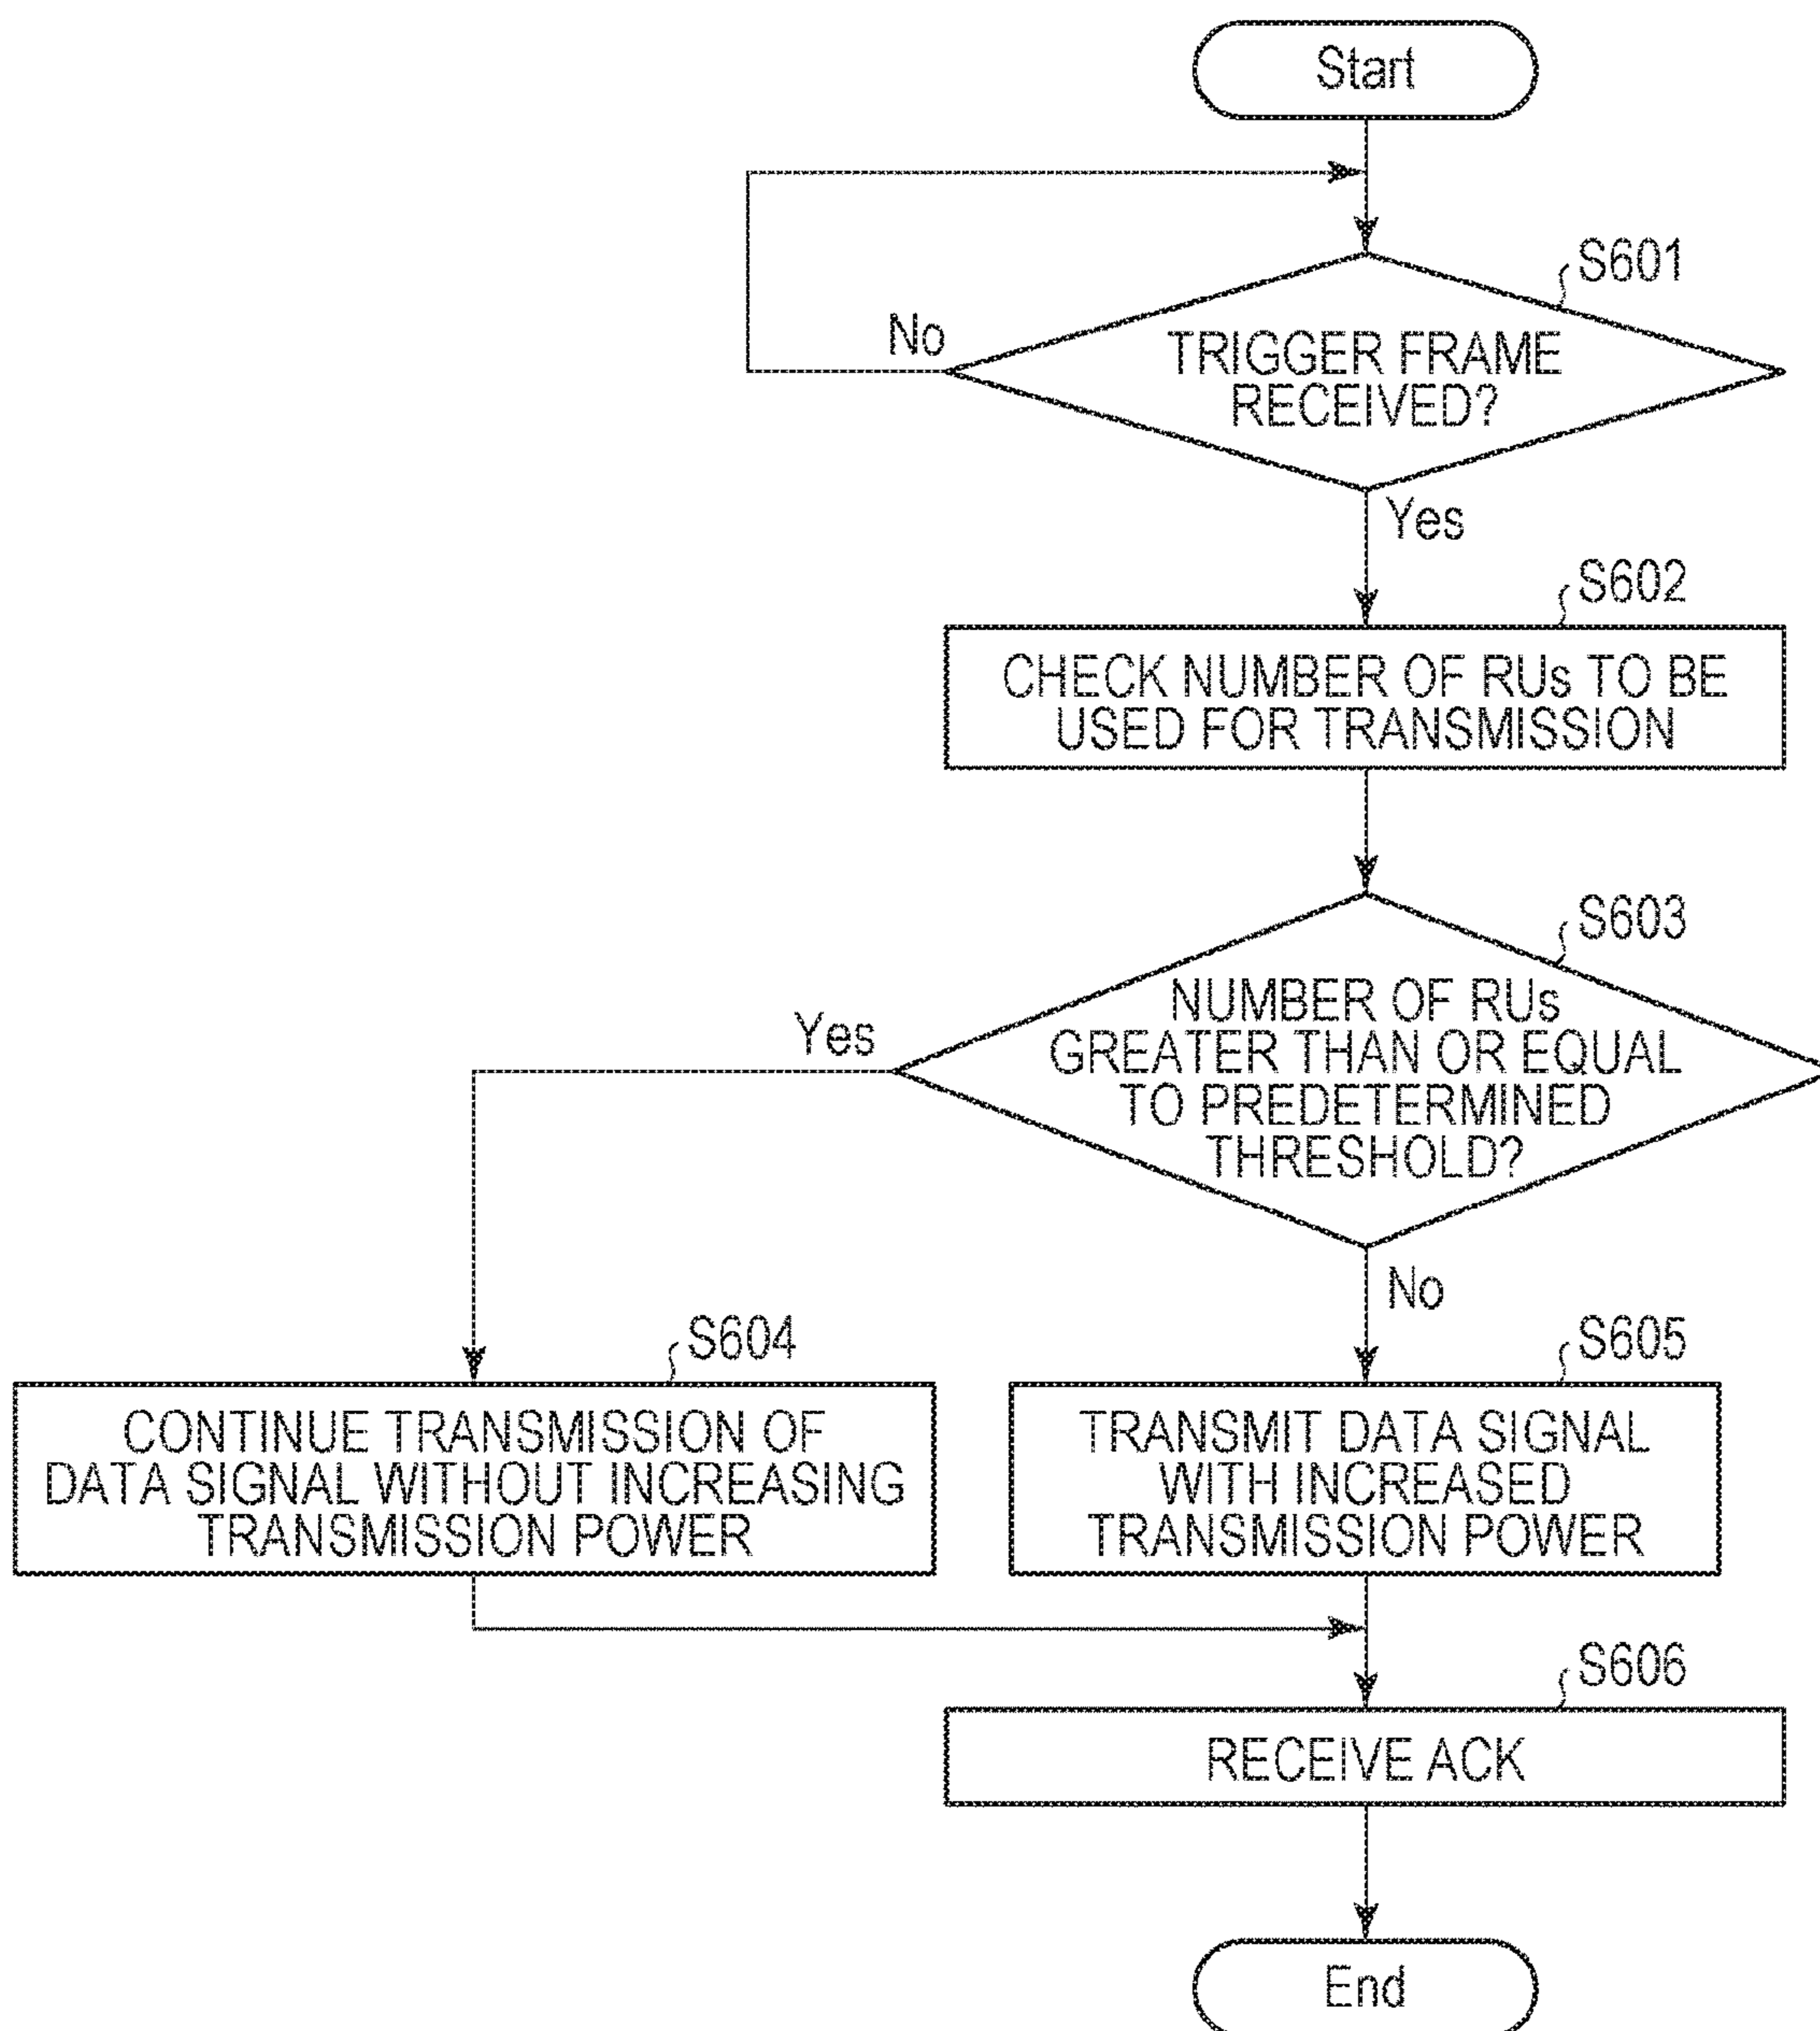 Start
S601
No
TRIGGER FRAME
RECEIVED?
Yes
S602
CHECK NUMBER OF RUs TO BE
USED FOR TRANSMISSION
S603
Yes
NUMBER OF RUs
GREATER THAN OR EQUAL
TO PREDETERMINED
THRESHOLD?
No
S604
CONTINUE TRANSMISSION OF
DATA SIGNAL WITHOUT INCREASING
TRANSMISSION POWER
S605
TRANSMIT DATA SIGNAL
WITH INCREASED
TRANSMISSION POWER
S606
RECEIVE ACK
End